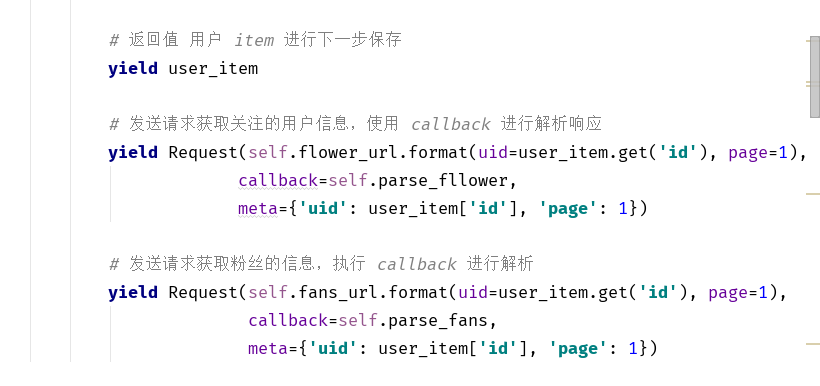 # 返回值 用户 item 进行下一步保存
yield user_item
# 发送请求获取关注的用户信息，使用 callback 进行解析响应
yield Request(self.flower_url.format(uid=user_item.get('id'), page=1),
callback=self.parse_fllower,
meta={'uid': user_item['id'], 'page': 1})
# 发送请求获取粉丝的信息，执行 callback 进行解析
yield Request(self.fans_url.format(uid=user_item.get('id'), page=1),
callback=self.parse_fans,
meta={'uid': user_item['id'], 'page': 1})